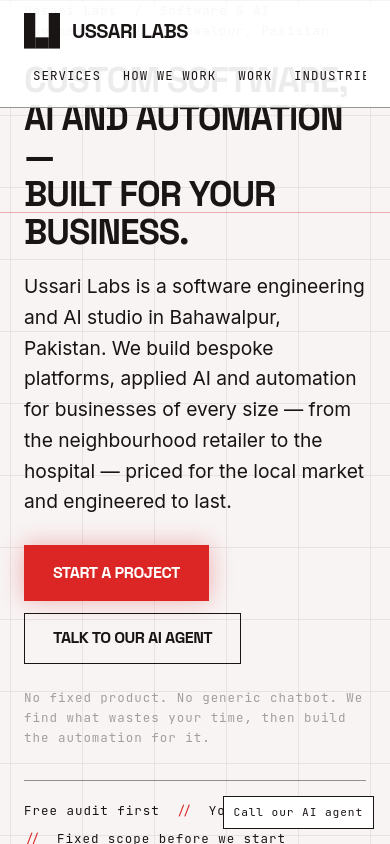 USSARI LABS
SERVICES HOW WE WORK WORK INDUSTRIE
CUSTOM SOFTWARE,
AI AND AUTOMATION
—
BUILT FOR YOUR
BUSINESS.
Ussari Labs is a software engineering
and AI studio in Bahawalpur,
Pakistan. We build bespoke
platforms, applied AI and automation
for businesses of every size — from
the neighbourhood retailer to the
hospital — priced for the local market
and engineered to last.
START A PROJECT
TALK TO OUR AI AGENT
No fixed product. No generic chatbot. We
find what wastes your time, then build
the automation for it.
Free audit first // Yo
Call our AI agent
// Fixed scope before we start